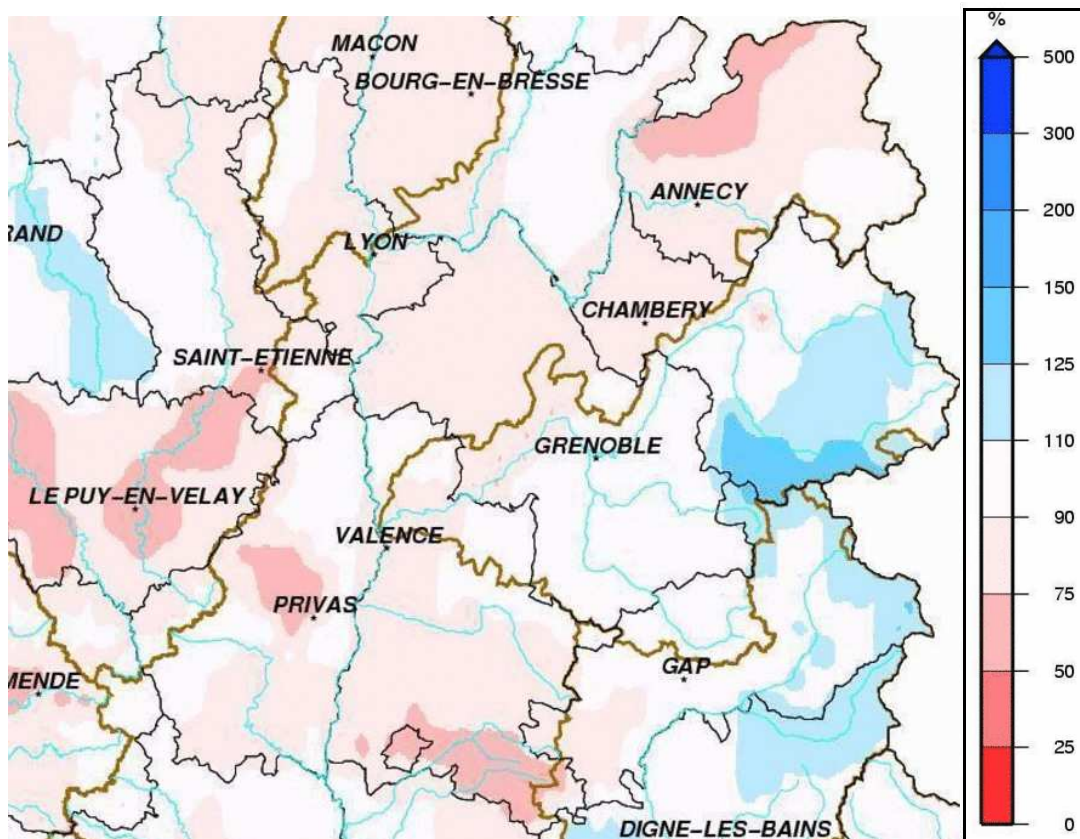 %
MACON
500
BOURG-EN-BRESSE
300
ANNECY
200
RAND
LYON
150
CHAMBERY
SAINT-ETIENNE
125
110
GRENOBLE
LE PUY-EN-VELAY
90
VALENCE
75
PRIVAS
50
GAP
MENDE
25
DIGNE-LES-BAINS
0